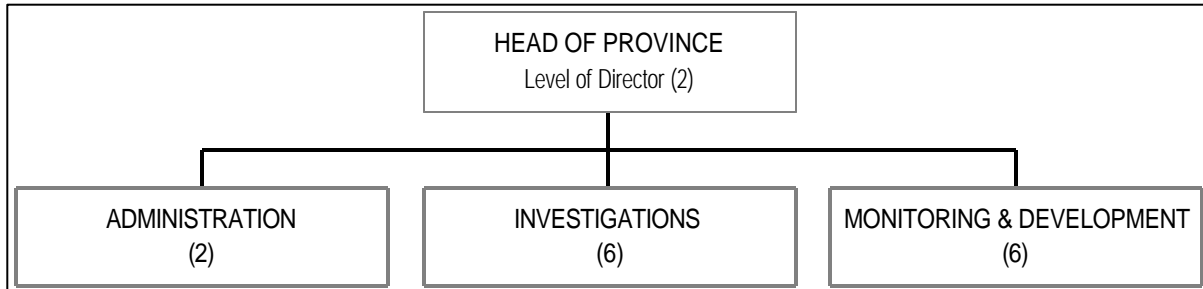 HEAD OF PROVINCE
Level of Director (2)
ADMINISTRATION
(2)
INVESTIGATIONS
(6)
MONITORING & DEVELOPMENT
(6)